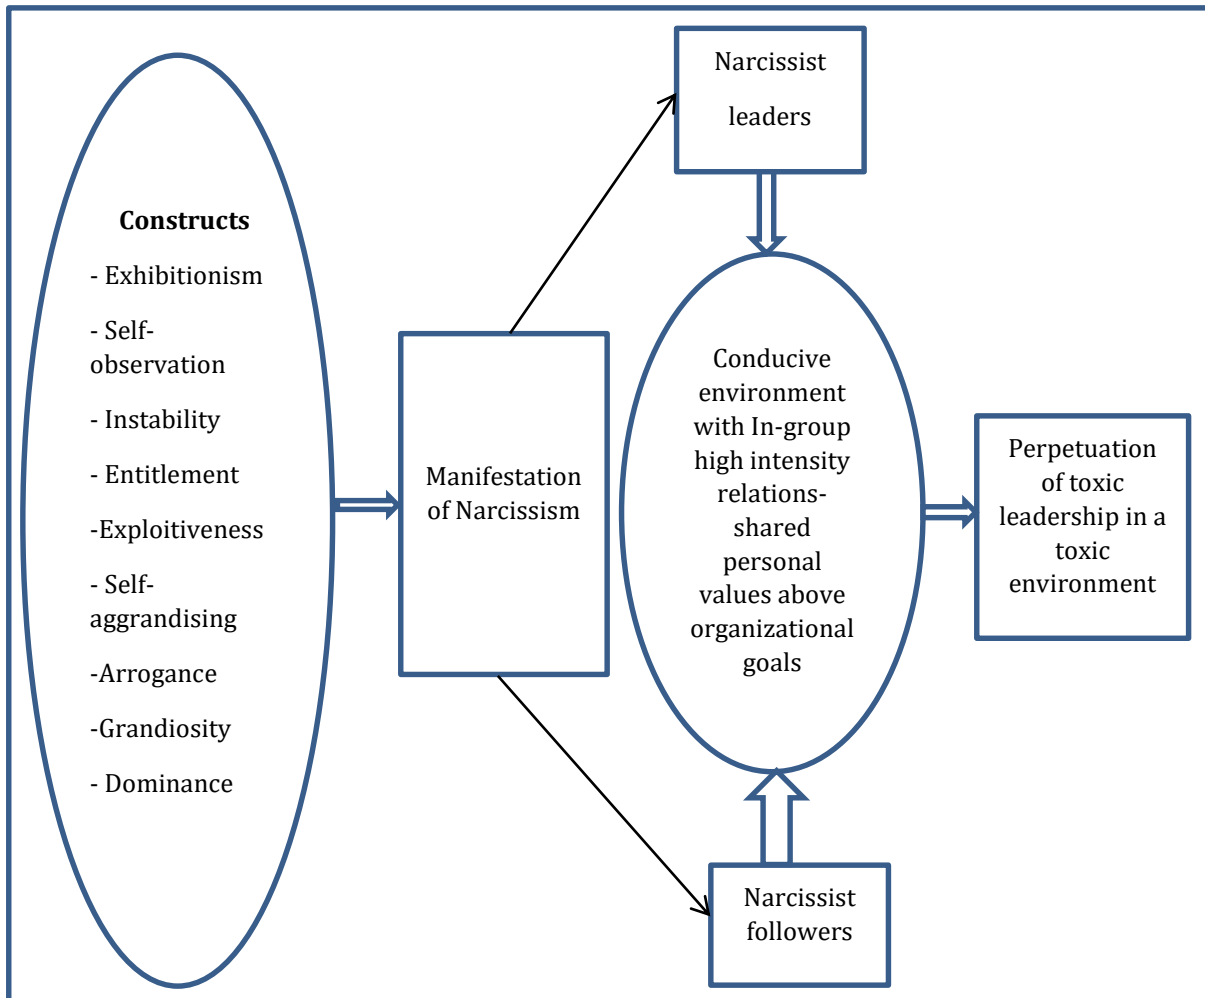 Constructs
- Exhibitionism
- Self-
observation
- Instability
- Entitlement
-Exploitiveness
- Self-
aggrandising
-Arrogance
-Grandiosity
- Dominance
Manifestation
of Narcissism
Narcissist
leaders
Conducive
environment
with In-group
high intensity
relations-
shared
personal
values above
organizational
goals
Narcissist
followers
Perpetuation
of toxic
leadership in a
toxic
environment